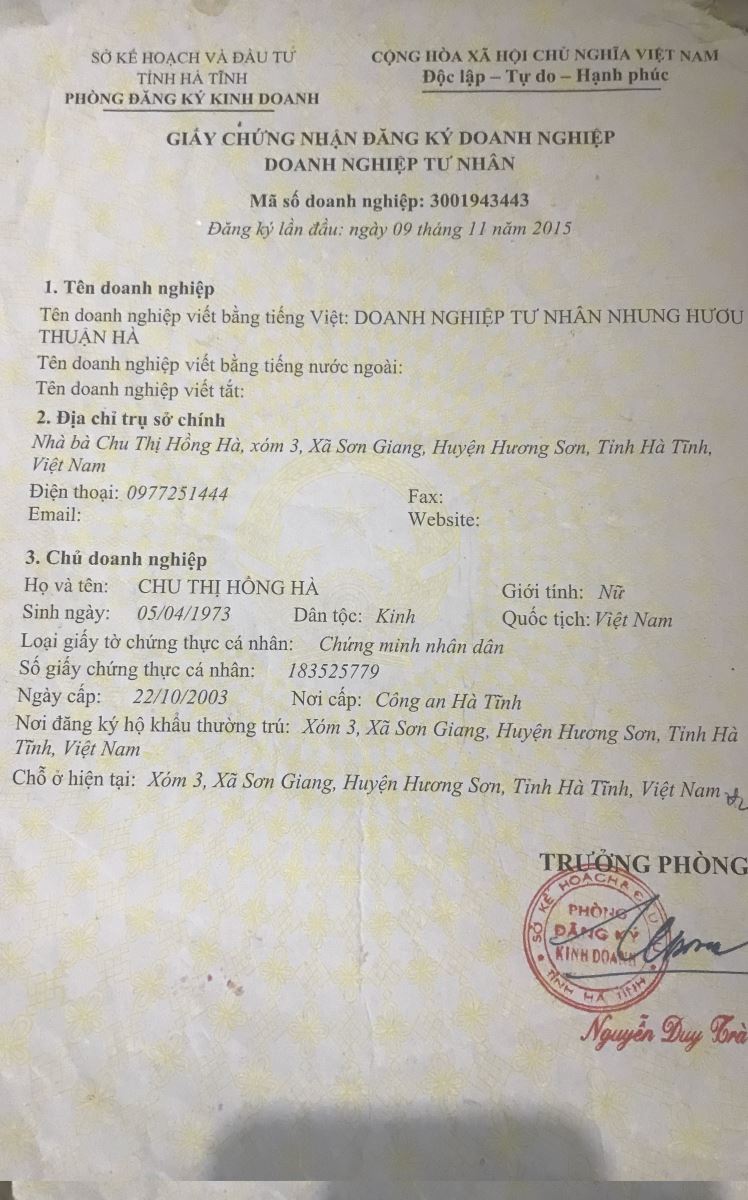 SỞ KẾ HOẠCH VÀ ĐẦU TƯ
TỈNH HÀ TĨNH
PHÒNG ĐĂNG KÝ KINH DOANH
CỘNG HÒA XÃ HỘI CHỦ NGHĨA VIỆT NAM
Độc lập – Tự do – Hạnh phúc
GIẤY CHỨNG NHẬN ĐĂNG KÝ DOANH NGHIỆP
DOANH NGHIỆP TƯ NHÂN
Mã số doanh nghiệp: 3001943443
Đăng ký lần đầu: ngày 09 tháng 11 năm 2015
1. Tên doanh nghiệp
Tên doanh nghiệp viết bằng tiếng Việt: DOANH NGHIỆP TƯ NHÂN NHUNG HƯƠU
THUẬN HÀ
Tên doanh nghiệp viết bằng tiếng nước ngoài:
Tên doanh nghiệp viết tắt:
2. Địa chỉ trụ sở chính
Nhà bà Chu Thị Hồng Hà, xóm 3, Xã Sơn Giang, Huyện Hương Sơn, Tỉnh Hà Tĩnh,
Việt Nam
Điện thoại: 0977251444 Fax:
Email: Website:
3. Chủ doanh nghiệp
Họ và tên: CHU THỊ HỒNG HÀ Giới tính: Nữ
Sinh ngày: 05/04/1973 Dân tộc: Kinh Quốc tịch: Việt Nam
Loại giấy tờ chứng thực cá nhân: Chứng minh nhân dân
Số giấy chứng thực cá nhân: 183525779
Ngày cấp: 22/10/2003 Nơi cấp: Công an Hà Tĩnh
Nơi đăng ký hộ khẩu thường trú: Xóm 3, Xã Sơn Giang, Huyện Hương Sơn, Tỉnh Hà
Tĩnh, Việt Nam
Chỗ ở hiện tại: Xóm 3, Xã Sơn Giang, Huyện Hương Sơn, Tỉnh Hà Tĩnh, Việt Nam
TRƯỞNG PHÒNG
SỞ KẾ HOẠCH & ĐẦU
PHÒNG
ĐĂNG KÝ
KINH DOANH
TỈNH HÀ TĨNH
Nguyễn Duy Trà